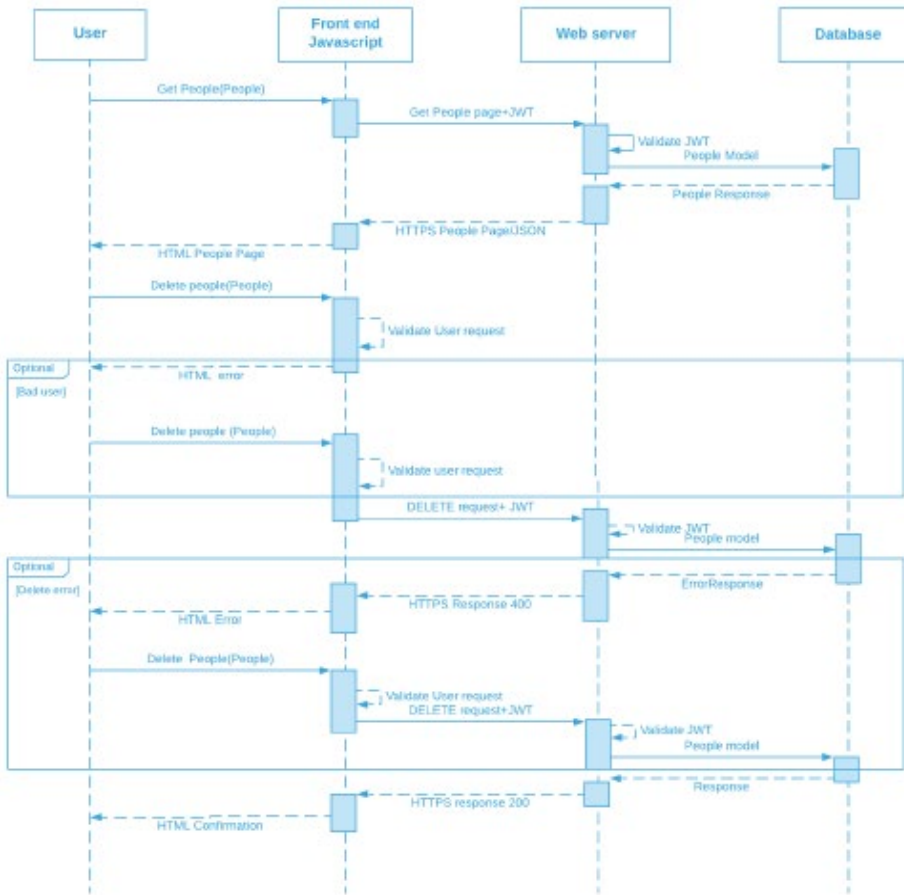 User
Front end
Javascript
Web server
Database
Get People(People)
Get People page+JWT
Validate JWT
People Model
People Response
HTTPS People Page/JSON
HTML People Page
Delete people(People)
Validate User request
Optional
HTML error
[Bad user]
Delete people (People)
Validate user request
DELETE request+ JWT
Validate JWT
People model
Optional
[Delete error]
ErrorResponse
HTTPS Response 400
HTML Error
Delete People(People)
Validate User request
DELETE request+JWT
Validate JWT
People model
Response
HTTPS response 200
HTML Confirmation